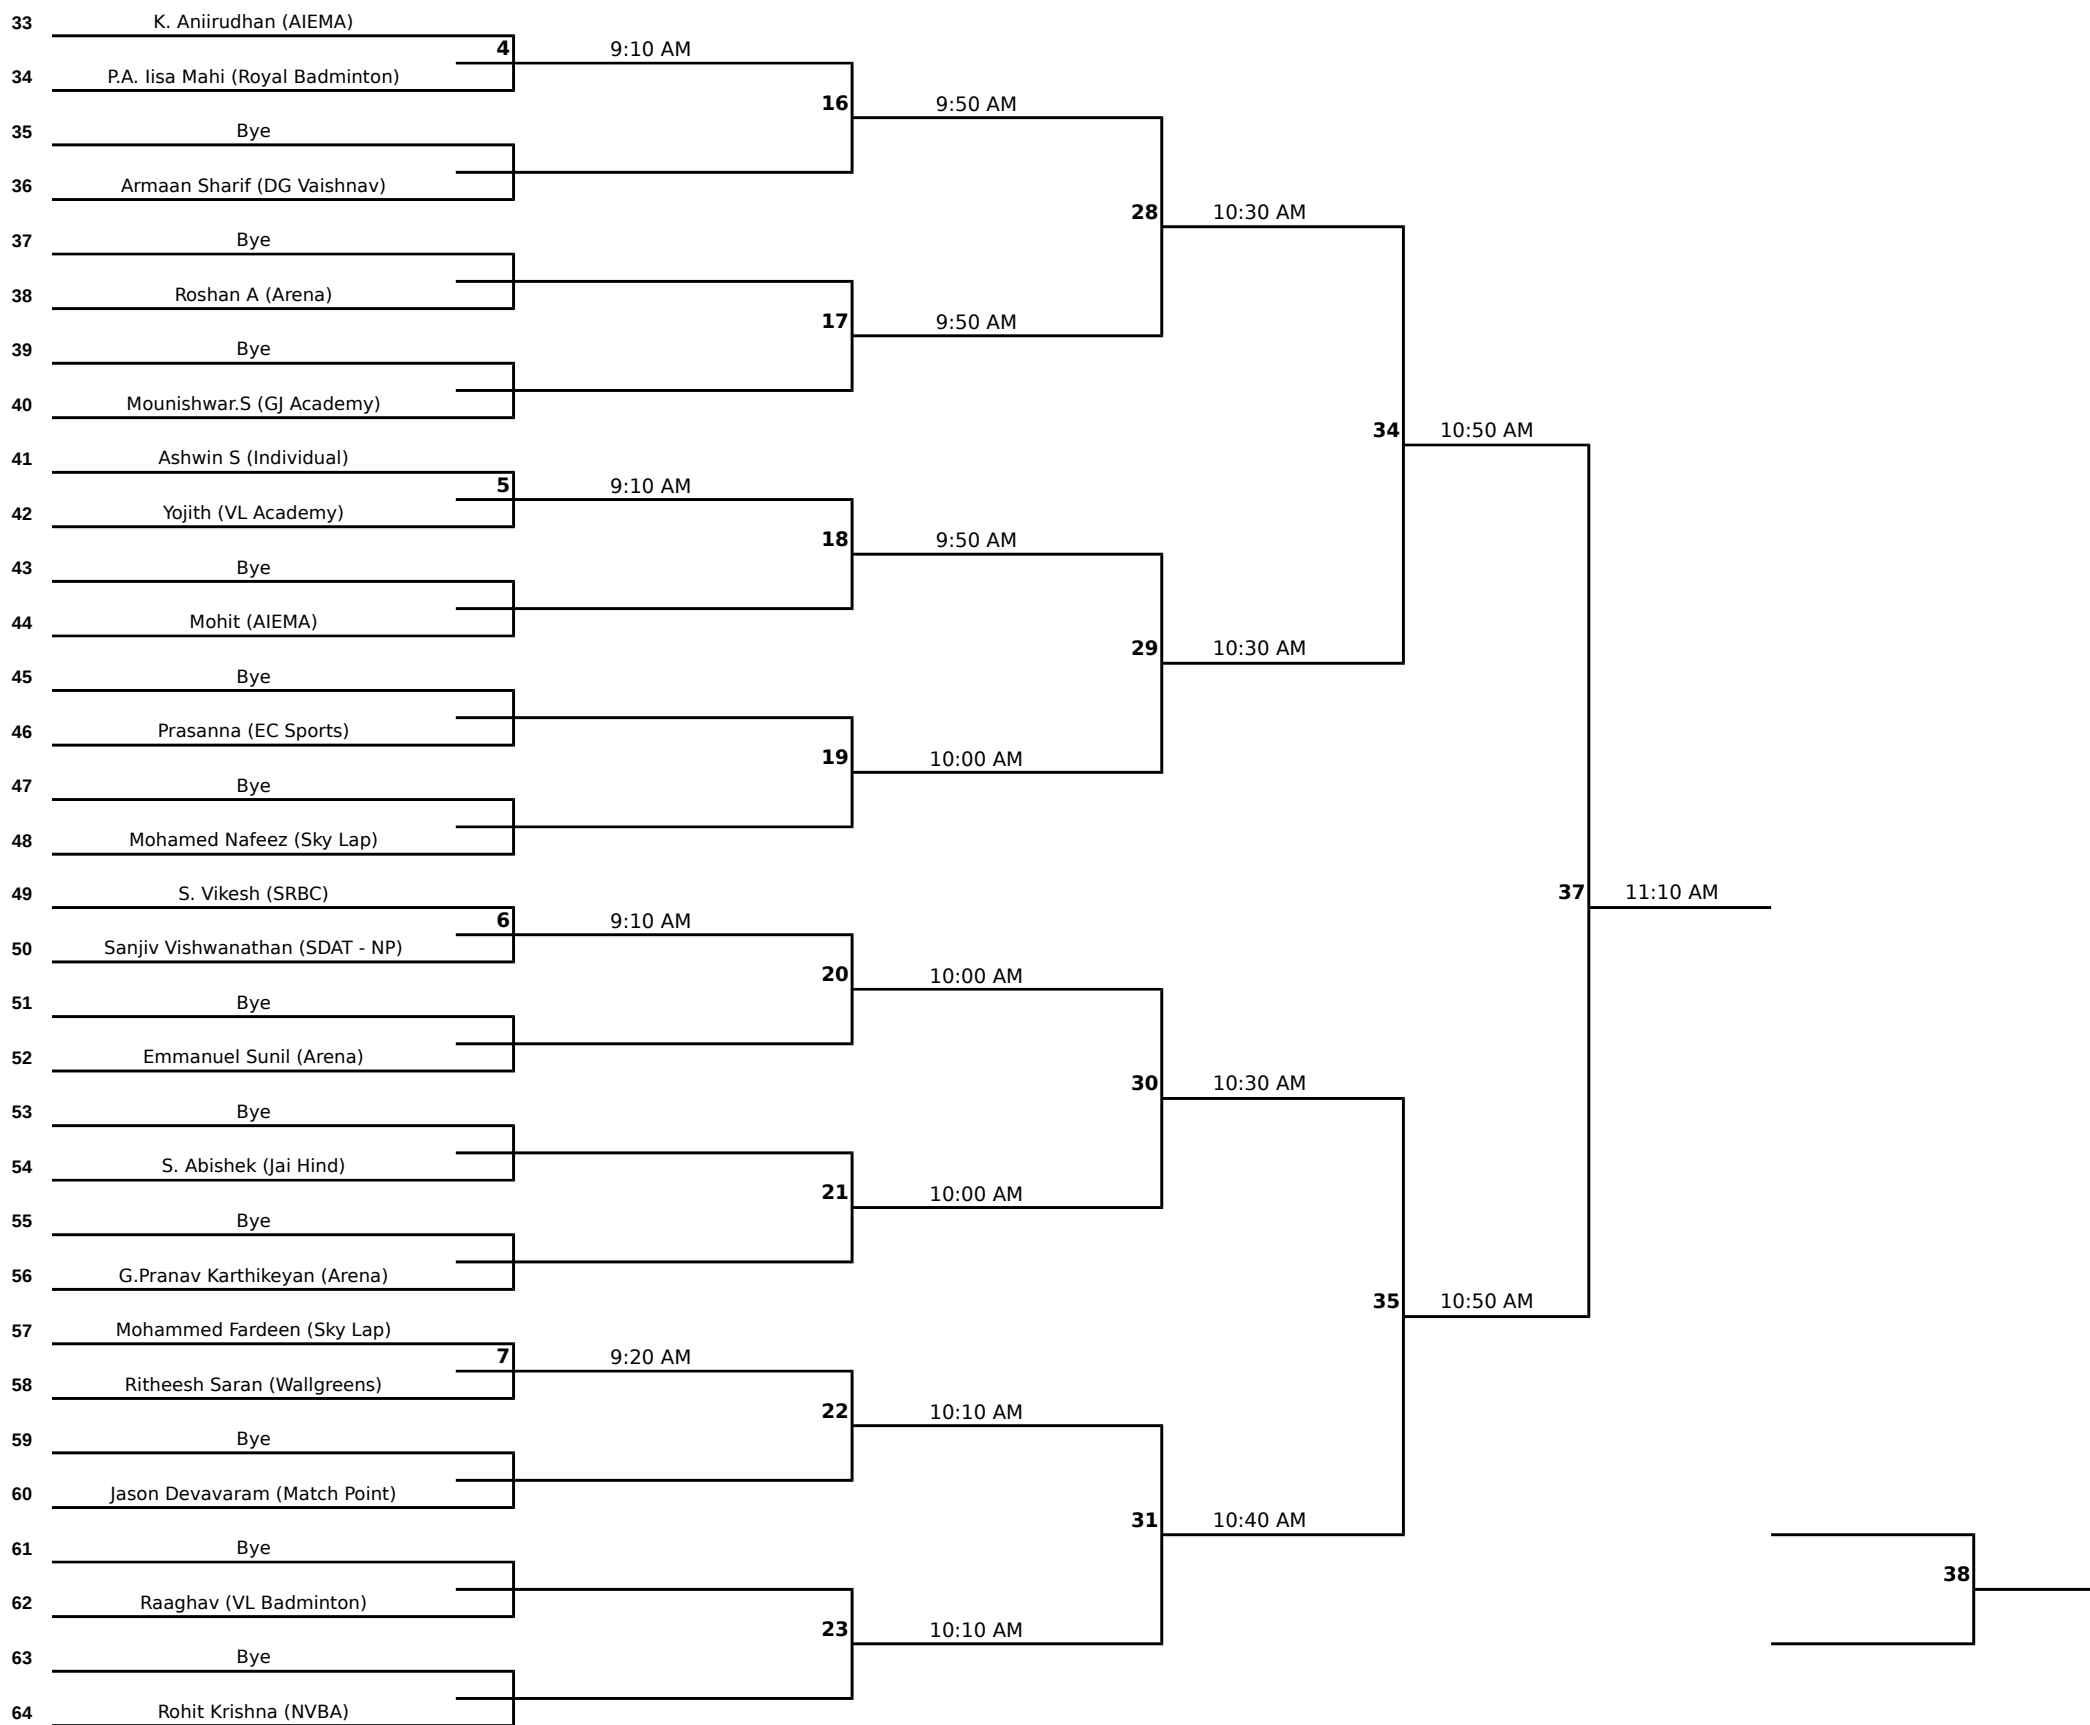 33 K. Aniirudhan (AIEMA)
4 9:10 AM
34 P.A. Iisa Mahi (Royal Badminton)
16 9:50 AM
35 Bye
36 Armaan Sharif (DG Vaishnav)
28 10:30 AM
37 Bye
38 Roshan A (Arena)
17 9:50 AM
39 Bye
40 Mounishwar.S (GJ Academy)
34 10:50 AM
41 Ashwin S (Individual)
5 9:10 AM
42 Yojith (VL Academy)
18 9:50 AM
43 Bye
44 Mohit (AIEMA)
29 10:30 AM
45 Bye
46 Prasanna (EC Sports)
19 10:00 AM
47 Bye
48 Mohamed Nafeez (Sky Lap)
49 S. Vikesh (SRBC)
37 11:10 AM
6 9:10 AM
50 Sanjiv Vishwanathan (SDAT - NP)
20 10:00 AM
51 Bye
52 Emmanuel Sunil (Arena)
30 10:30 AM
53 Bye
54 S. Abishek (Jai Hind)
21 10:00 AM
55 Bye
56 G.Pranav Karthikeyan (Arena)
35 10:50 AM
57 Mohammed Fardeen (Sky Lap)
7 9:20 AM
58 Ritheesh Saran (Wallgreens)
22 10:10 AM
59 Bye
60 Jason Devavaram (Match Point)
31 10:40 AM
61 Bye
38
62 Raaghav (VL Badminton)
23 10:10 AM
63 Bye
64 Rohit Krishna (NVBA)